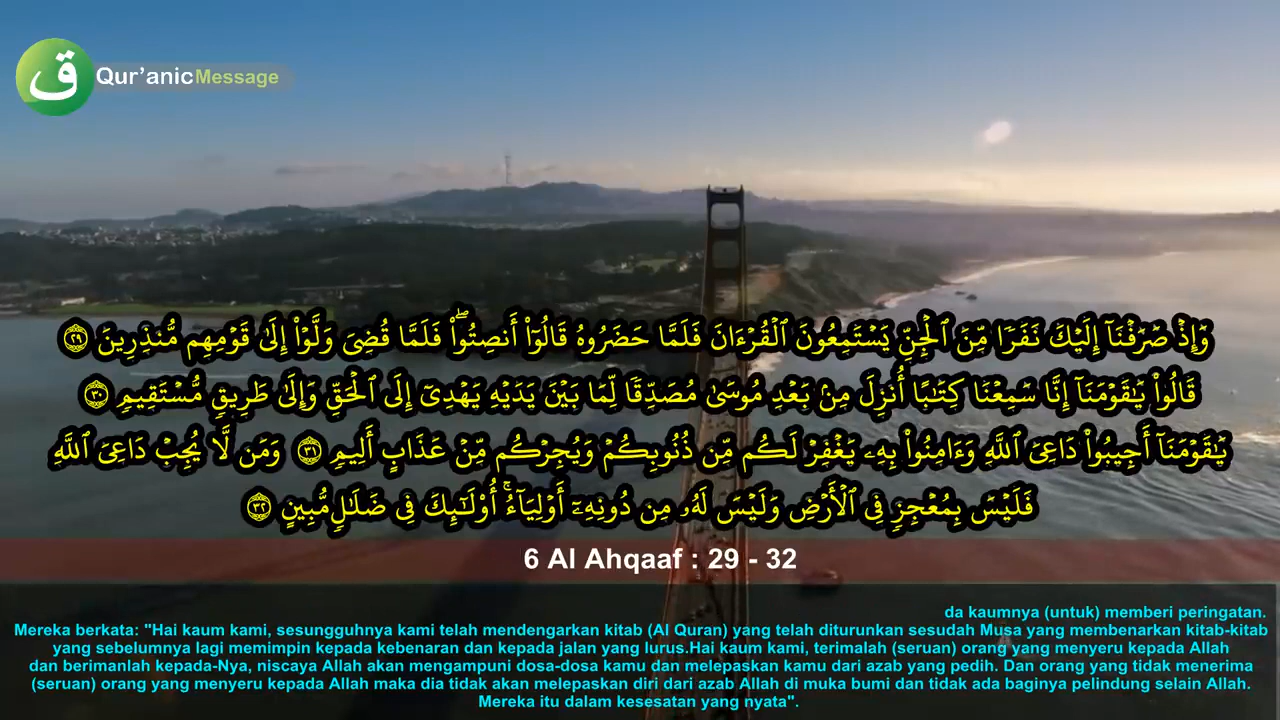 ق
Qur'anicMessage
وَإِذْ صَرَفْنَآ إِلَيْكَ نَفَرًا مِّنَ ٱلْجِنِّ يَسْتَمِعُونَ ٱلْقُرْءَانَ فَلَمَّا حَضَرُوهُ قَالُوٓا۟ أَنصِتُوا۟ ۖ فَلَمَّا قُضِىَ وَلَّوْا۟ إِلَىٰ قَوْمِهِم مُّنذِرِينَ ٢٩
قَالُوا۟ يَٰقَوْمَنَآ إِنَّا سَمِعْنَا كِتَٰبًا أُنزِلَ مِنۢ بَعْدِ مُوسَىٰ مُصَدِّقًا لِّمَا بَيْنَ يَدَيْهِ يَهْدِىٓ إِلَى ٱلْحَقِّ وَإِلَىٰ طَرِيقٍ مُّسْتَقِيمٍ ٣٠
يَٰقَوْمَنَآ أَجِيبُوا۟ دَاعِىَ ٱللَّهِ وَءَامِنُوا۟ بِهِۦ يَغْفِرْ لَكُم مِّن ذُنُوبِكُمْ وَيُجِرْكُم مِّنْ عَذَابٍ أَلِيمٍ ٣١ وَمَن لَّا يُجِبْ دَاعِىَ ٱللَّهِ
فَلَيْسَ بِمُعْجِزٍ فِى ٱلْأَرْضِ وَلَيْسَ لَهُۥ مِن دُونِهِۦٓ أَوْلِيَآءُ ۚ أُو۟لَٰٓئِكَ فِى ضَلَٰلٍ مُّبِينٍ ٣٢
6 Al Ahqaaf : 29 - 32
da kaumnya (untuk) memberi peringatan.
Mereka berkata: "Hai kaum kami, sesungguhnya kami telah mendengarkan kitab (Al Quran) yang telah diturunkan sesudah Musa yang membenarkan kitab-kitab
yang sebelumnya lagi memimpin kepada kebenaran dan kepada jalan yang lurus.Hai kaum kami, terimalah (seruan) orang yang menyeru kepada Allah
dan berimanlah kepada-Nya, niscaya Allah akan mengampuni dosa-dosa kamu dan melepaskan kamu dari azab yang pedih. Dan orang yang tidak menerima
(seruan) orang yang menyeru kepada Allah maka dia tidak akan melepaskan diri dari azab Allah di muka bumi dan tidak ada baginya pelindung selain Allah.
Mereka itu dalam kesesatan yang nyata".